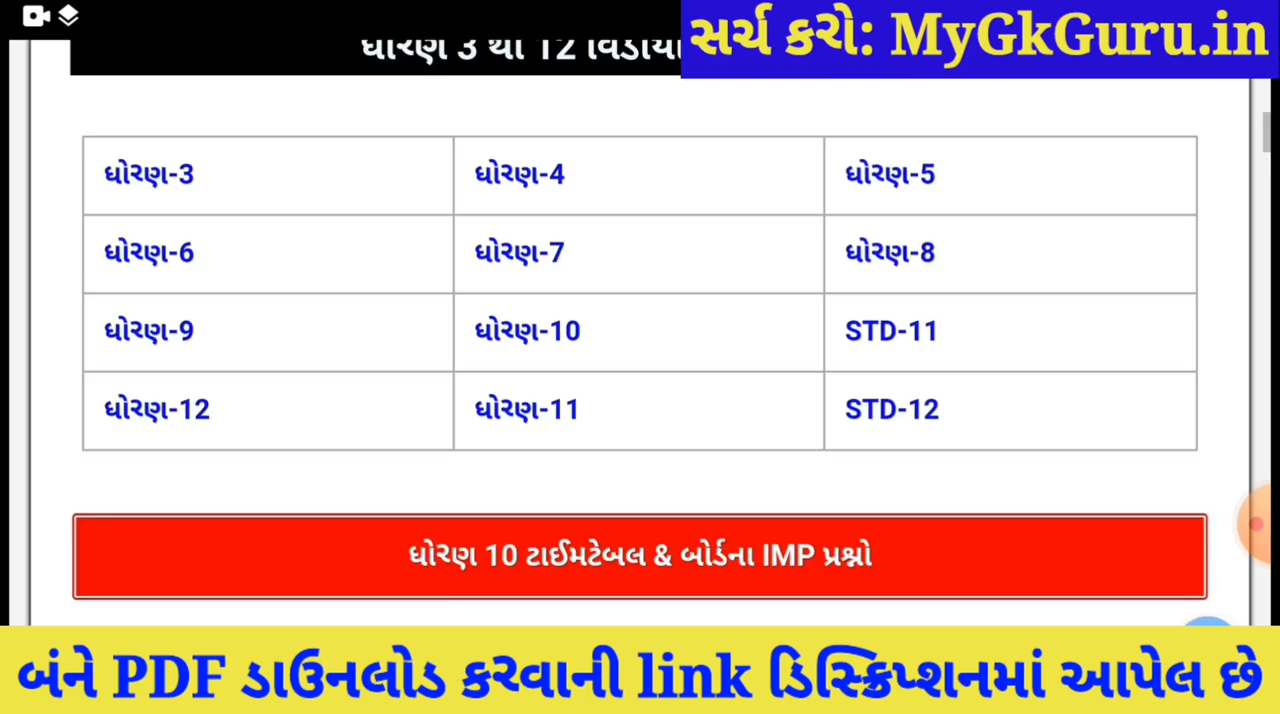 સર્ચ કરો: MyGkGuru.in
ધોરણ 3 થી 12
ધોરણ-3 ધોરણ-4 ધોરણ-5
ધોરણ-6 ધોરણ-7 ધોરણ-8
ધોરણ-9 ધોરણ-10 STD-11
ધોરણ-12 ધોરણ-11 STD-12
ધોરણ 10 ટાઈમટેબલ & બોર્ડના IMP પ્રશ્નો
બંને PDF ડાઉનલોડ કરવાની link ડિસ્ક્રિપ્શનમાં આપેલ છે